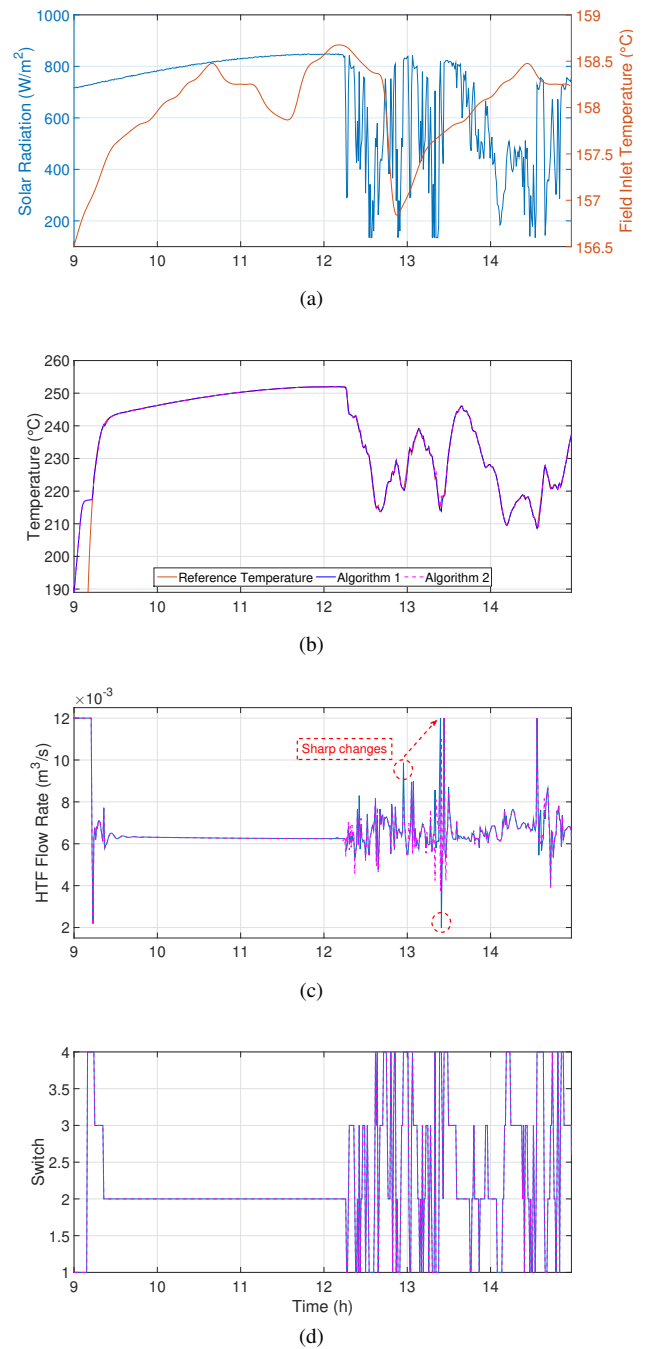 1000
800
600
400
200
Solar Radiation (W/m²)
159
158.5
158
157.5
157
156.5
Field Inlet Temperature (°C)
9 10 11 12 13 14
(a)
260
250
240
230
220
210
200
190
Temperature (°C)
Reference Temperature Algorithm 1 Algorithm 2
9 10 11 12 13 14
(b)
×10⁻³
12
10
8
6
4
2
HTF Flow Rate (m³/s)
Sharp changes
9 10 11 12 13 14
(c)
4
3.5
3
2.5
2
1.5
1
Switch
9 10 11 12 13 14
Time (h)
(d)